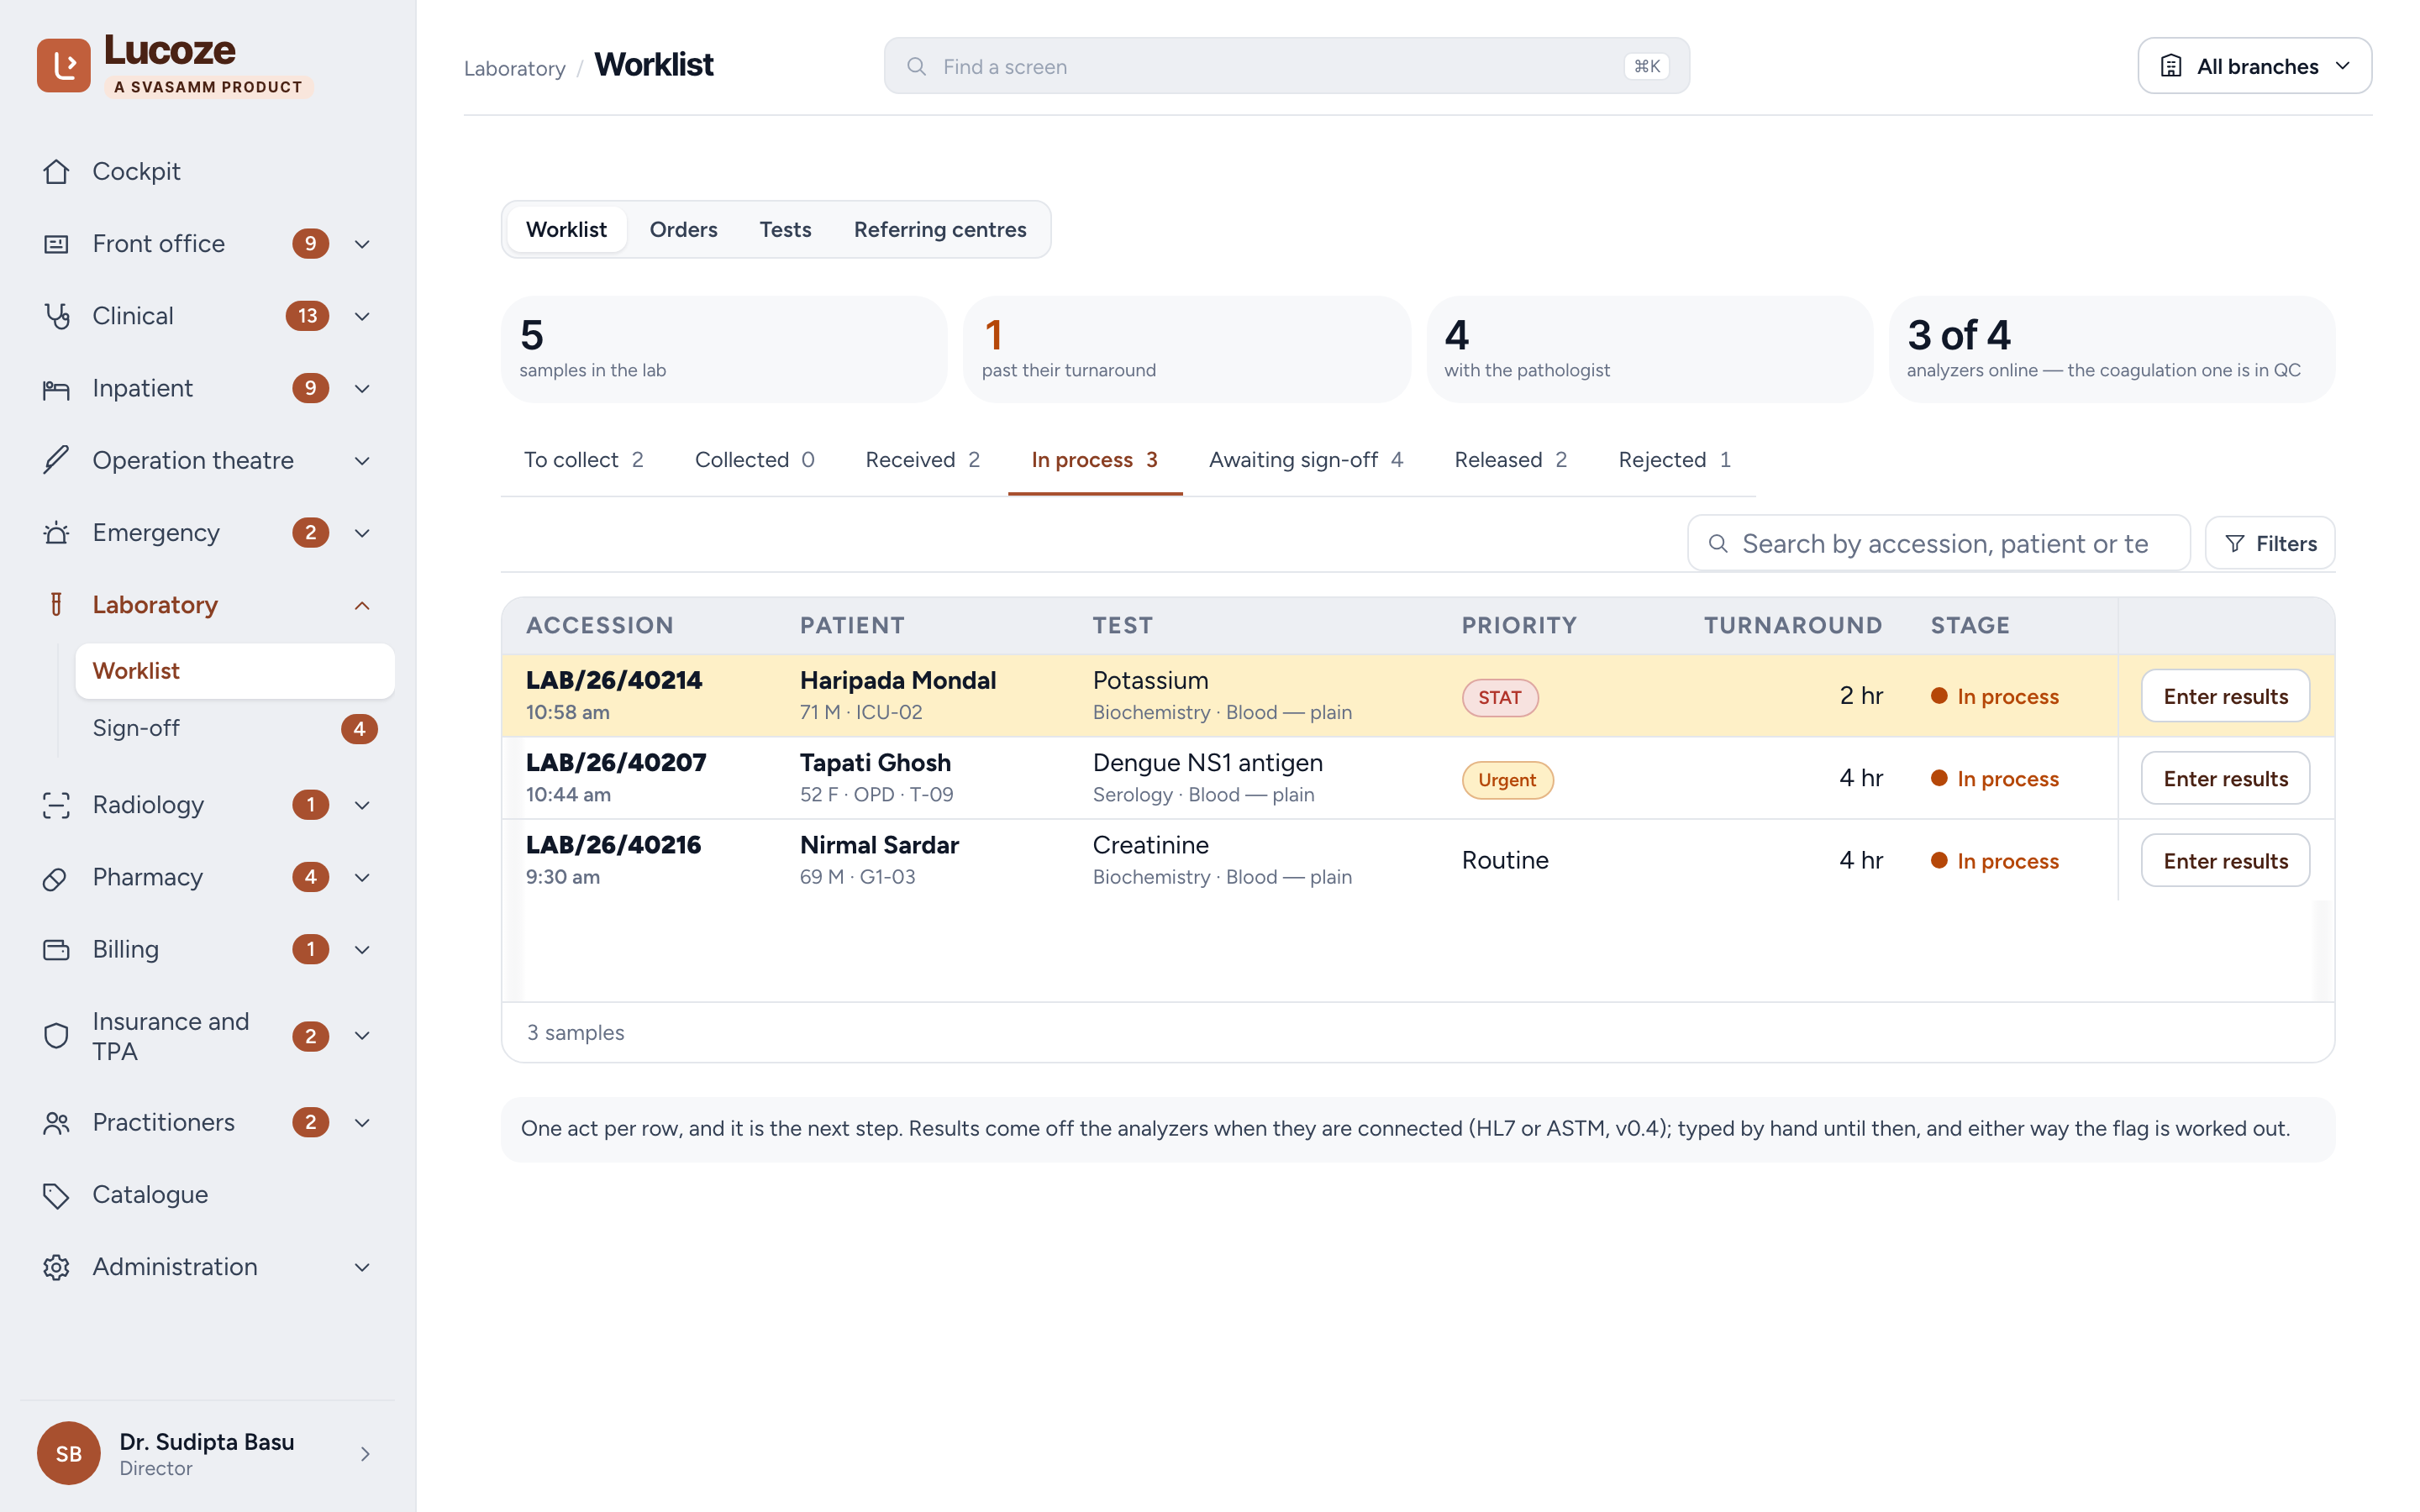 Lucoze
A SVASAMM PRODUCT
Cockpit
Front office 9
Clinical 13
Inpatient 9
Operation theatre
Emergency 2
Laboratory
Worklist
Sign-off 4
Radiology 1
Pharmacy 4
Billing 1
Insurance and
TPA 2
Practitioners 2
Catalogue
Administration
SB
Dr. Sudipta Basu
Director
Laboratory / Worklist
Find a screen ⌘K
All branches
Worklist Orders Tests Referring centres
5
samples in the lab
1
past their turnaround
4
with the pathologist
3 of 4
analyzers online — the coagulation one is in QC
To collect 2 Collected 0 Received 2 In process 3 Awaiting sign-off 4 Released 2 Rejected 1
Search by accession, patient or te
Filters
ACCESSION PATIENT TEST PRIORITY TURNAROUND STAGE
LAB/26/40214 Haripada Mondal Potassium STAT 2 hr In process Enter results
10:58 am 71 M · ICU-02 Biochemistry · Blood — plain
LAB/26/40207 Tapati Ghosh Dengue NS1 antigen Urgent 4 hr In process Enter results
10:44 am 52 F · OPD · T-09 Serology · Blood — plain
LAB/26/40216 Nirmal Sardar Creatinine Routine 4 hr In process Enter results
9:30 am 69 M · G1-03 Biochemistry · Blood — plain
3 samples
One act per row, and it is the next step. Results come off the analyzers when they are connected (HL7 or ASTM, v0.4); typed by hand until then, and either way the flag is worked out.